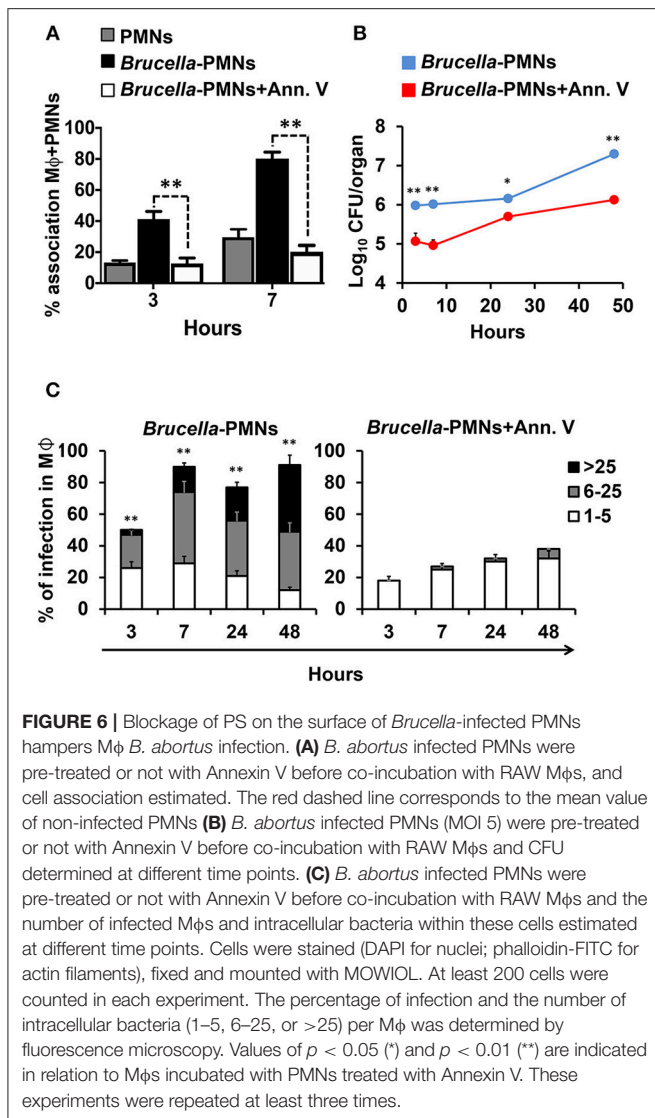 A
PMNs
Brucella-PMNs
Brucella-PMNs+Ann. V
% association Mϕ+PMNs
100
80
60
40
20
0
**
**
3
7
Hours
B
Brucella-PMNs
Brucella-PMNs+Ann. V
Log10 CFU/organ
8
7
6
5
4
**
**
*
**
0 10 20 30 40 50
Hours
C
Brucella-PMNs
Brucella-PMNs+Ann. V
% of infection in MΦ
100
80
60
40
20
0
**
**
**
**
3 7 24 48
100
80
60
40
20
0
>25
6-25
1-5
3 7 24 48
Hours
FIGURE 6 | Blockage of PS on the surface of Brucella-infected PMNs
hampers Mϕ B. abortus infection. (A) B. abortus infected PMNs were
pre-treated or not with Annexin V before co-incubation with RAW Mϕs, and
cell association estimated. The red dashed line corresponds to the mean value
of non-infected PMNs (B) B. abortus infected PMNs (MOI 5) were pre-treated
or not with Annexin V before co-incubation with RAW Mϕs and CFU
determined at different time points. (C) B. abortus infected PMNs were
pre-treated or not with Annexin V before co-incubation with RAW Mϕs and the
number of infected Mϕs and intracellular bacteria within these cells estimated
at different time points. Cells were stained (DAPI for nuclei; phalloidin-FITC for
actin filaments), fixed and mounted with MOWIOL. At least 200 cells were
counted in each experiment. The percentage of infection and the number of
intracellular bacteria (1–5, 6–25, or >25) per Mϕ was determined by
fluorescence microscopy. Values of p < 0.05 (*) and p < 0.01 (**) are indicated
in relation to Mϕs incubated with PMNs treated with Annexin V. These
experiments were repeated at least three times.